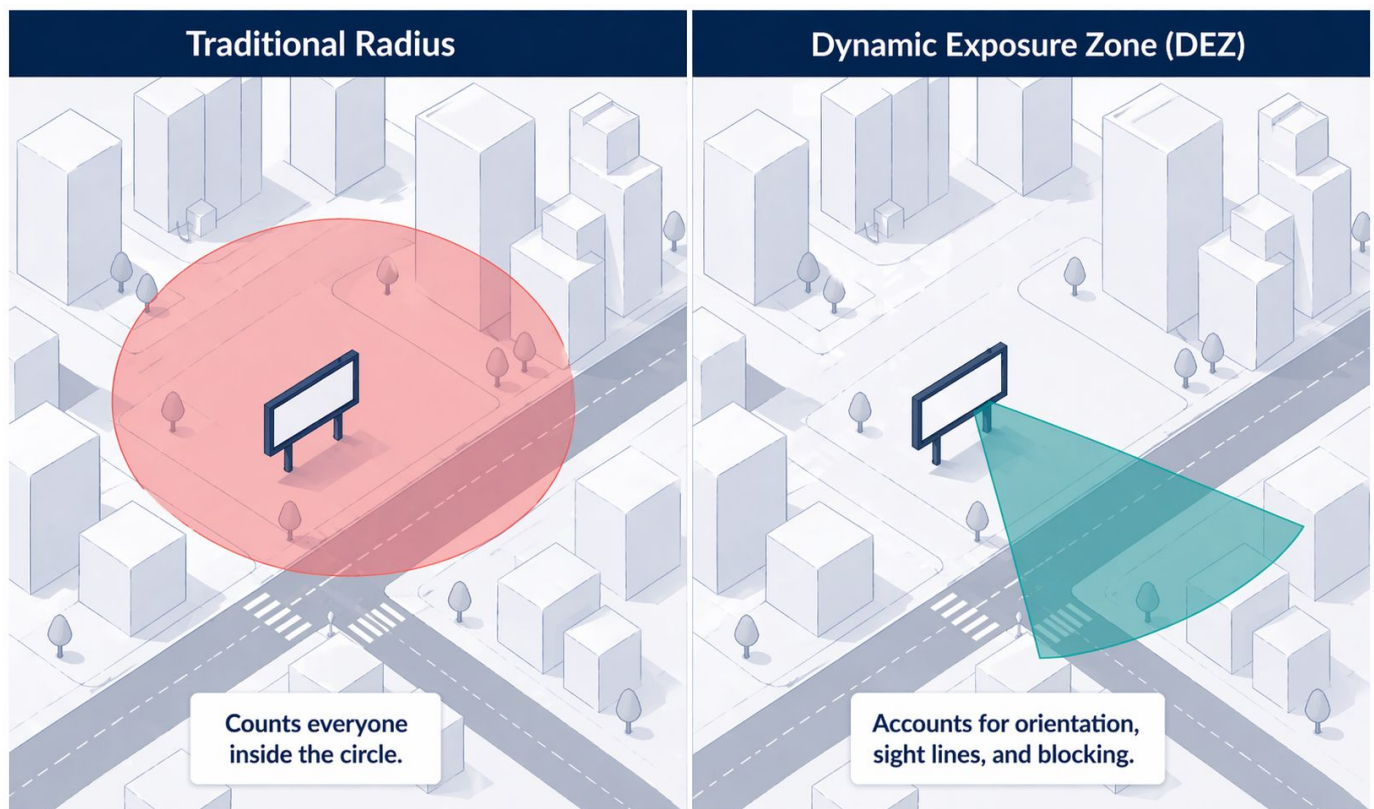 Traditional Radius
Dynamic Exposure Zone (DEZ)
Counts everyone
inside the circle.
Accounts for orientation,
sight lines, and blocking.